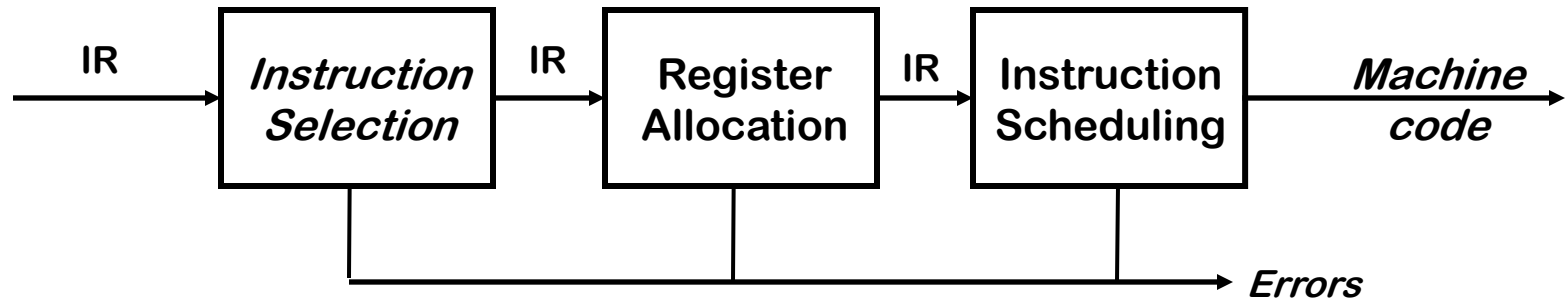 IR
Instruction
Selection
IR
Register
Allocation
IR
Instruction
Scheduling
Machine
code
Errors